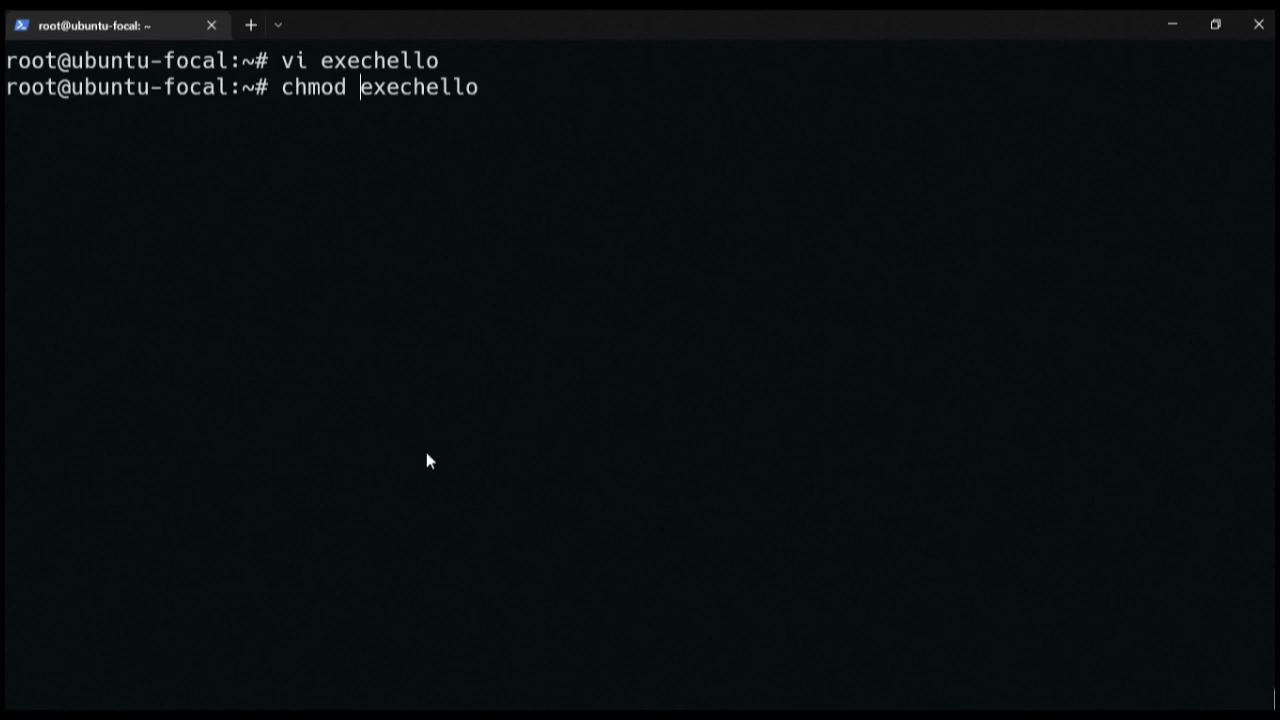 root@ubuntu-focal: ~
root@ubuntu-focal:~# vi exechello
root@ubuntu-focal:~# chmod exechello